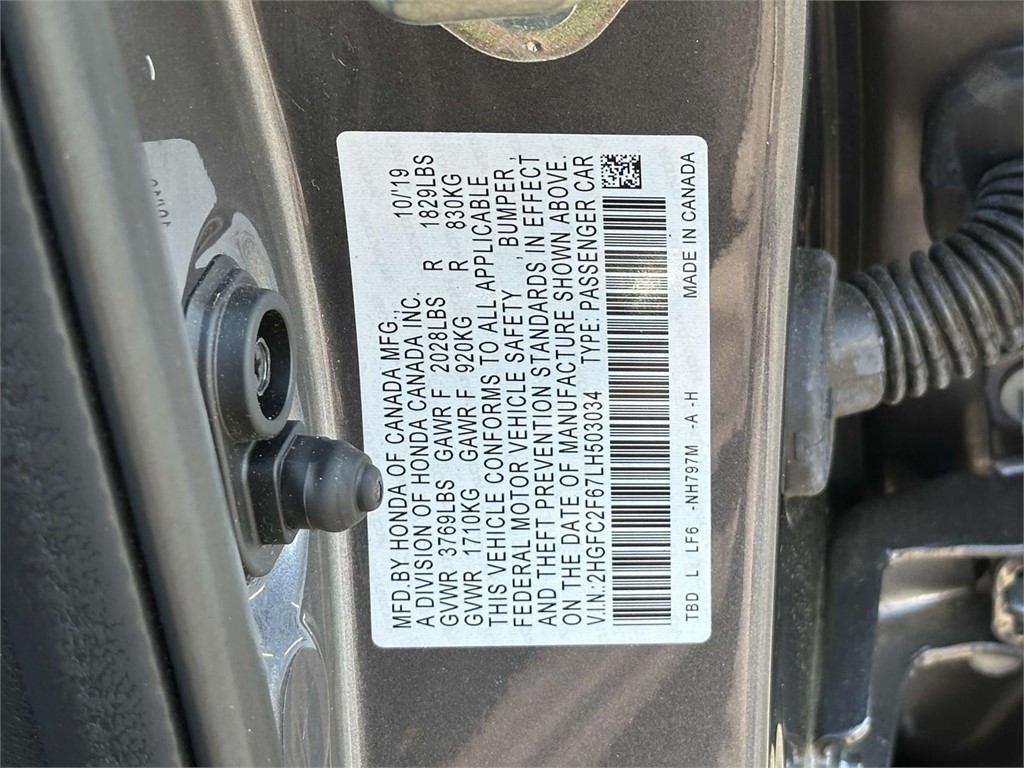 MFD.BY HONDA OF CANADA MFG., 10/19
A DIVISION OF HONDA CANADA INC.
GVWR 3769LBS GAWR F 2028LBS R 1829LBS
GVWR 1710KG GAWR F 920KG R 830KG
THIS VEHICLE CONFORMS TO ALL APPLICABLE
FEDERAL MOTOR VEHICLE SAFETY, BUMPER,
AND THEFT PREVENTION STANDARDS, IN EFFECT
ON THE DATE OF MANUFACTURE SHOWN ABOVE.
V.I.N.:2HGFC2F67LH503034 TYPE: PASSENGER CAR
TBD L LF6 -NH797M -A -H MADE IN CANADA